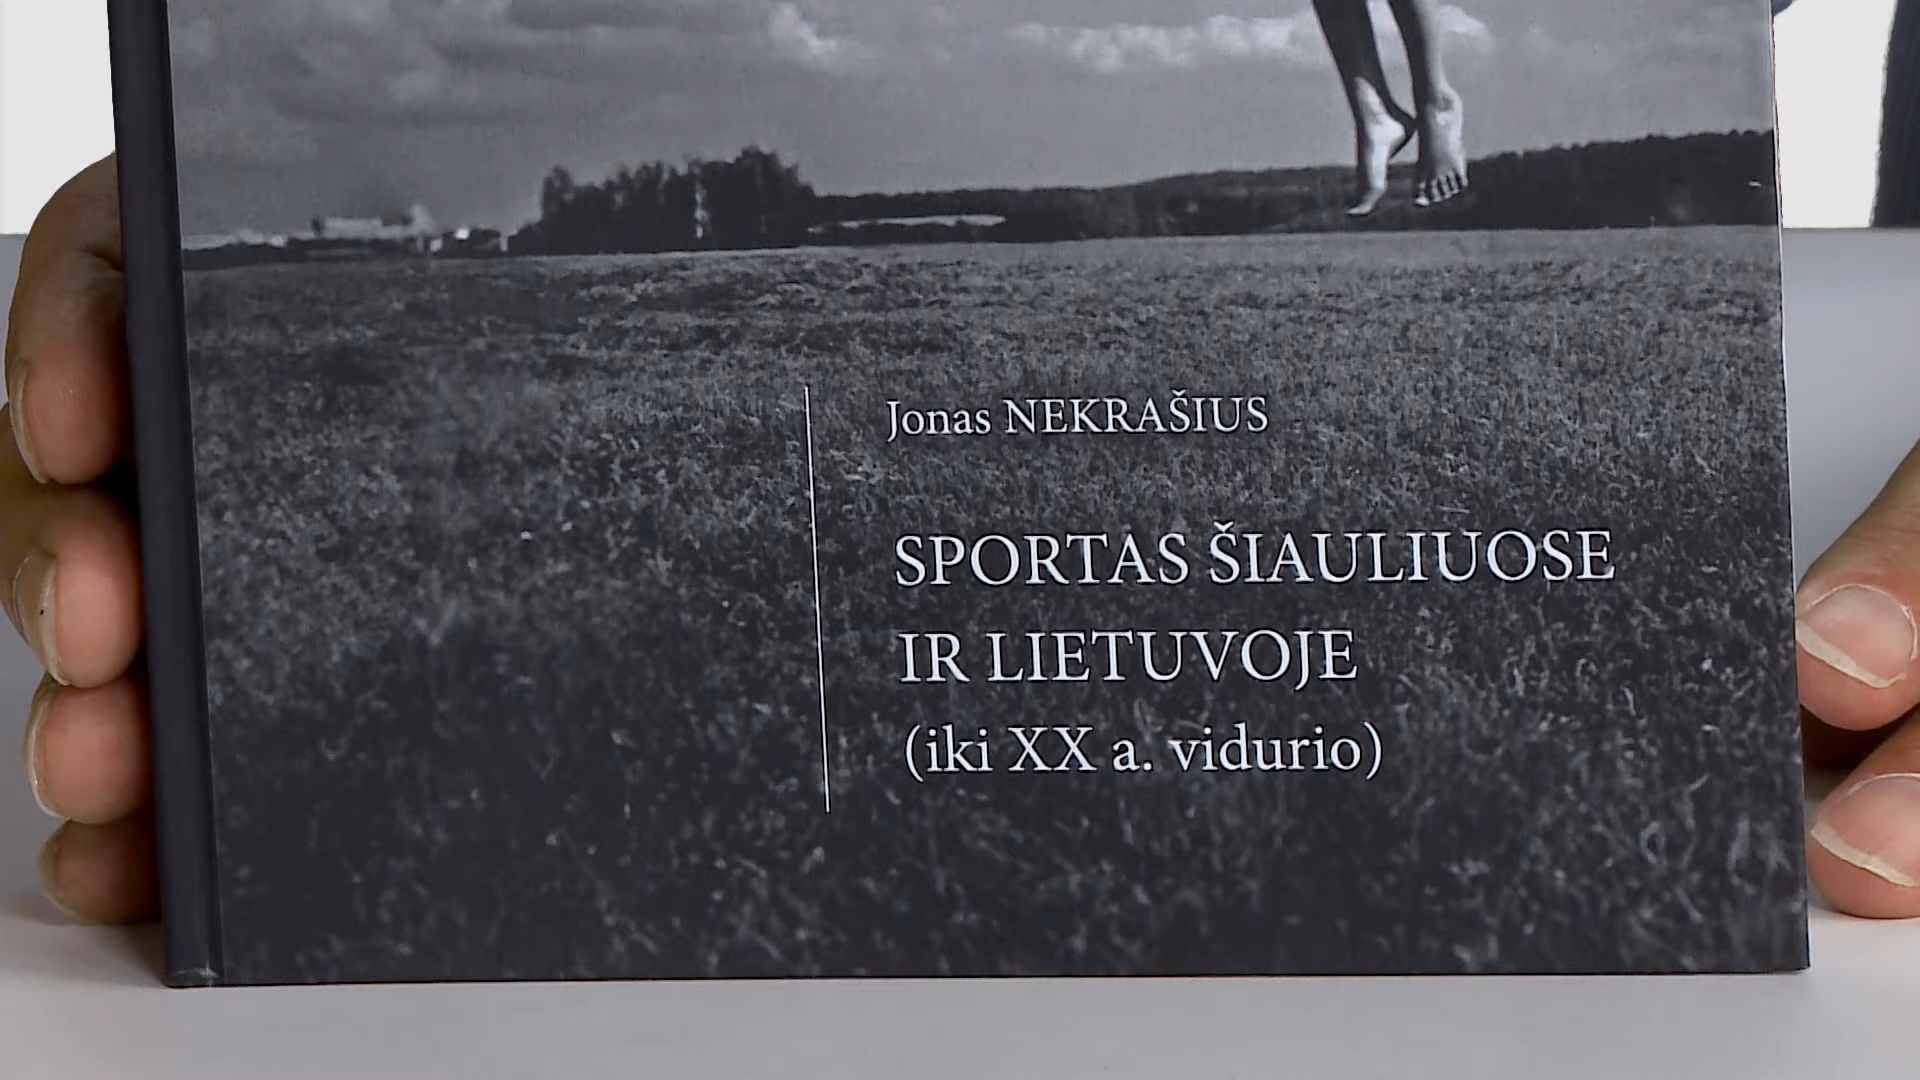 Jonas NEKRAŠIUS
SPORTAS ŠIAULIUOSE
IR LIETUVOJE
(iki XX a. vidurio)